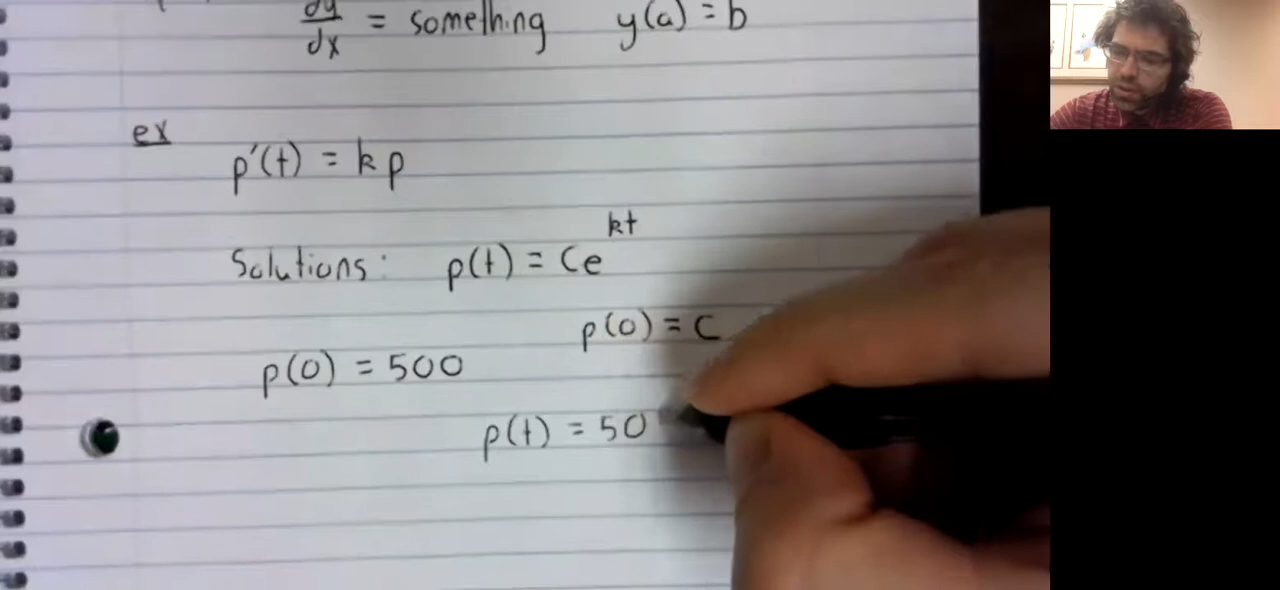 dy/dx = something y(a) = b
ex
p'(t) = kp
Solutions: p(t) = Ce^kt
p(0) = C
p(0) = 500
p(t) = 50